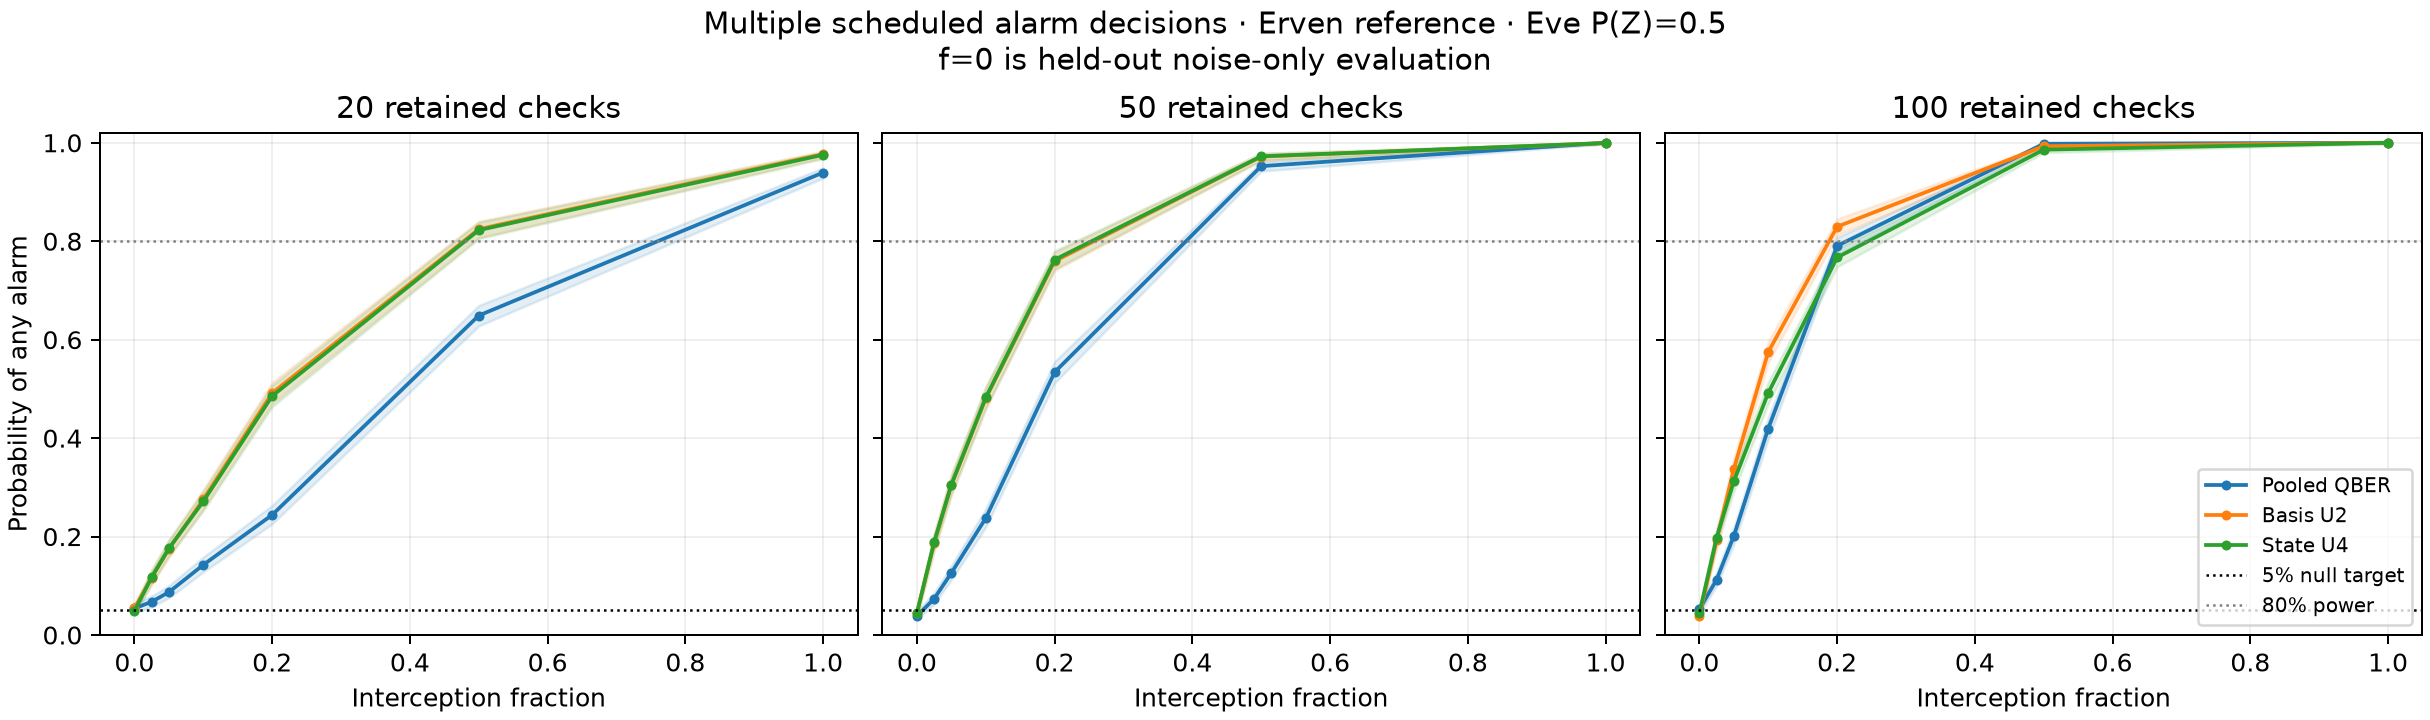 Multiple scheduled alarm decisions · Erven reference · Eve P(Z)=0.5
f=0 is held-out noise-only evaluation
20 retained checks
50 retained checks
100 retained checks
Probability of any alarm
1.0
0.8
0.6
0.4
0.2
0.0
0.0 0.2 0.4 0.6 0.8 1.0
0.0 0.2 0.4 0.6 0.8 1.0
0.0 0.2 0.4 0.6 0.8 1.0
Interception fraction
Interception fraction
Interception fraction
Pooled QBER
Basis U2
State U4
5% null target
80% power